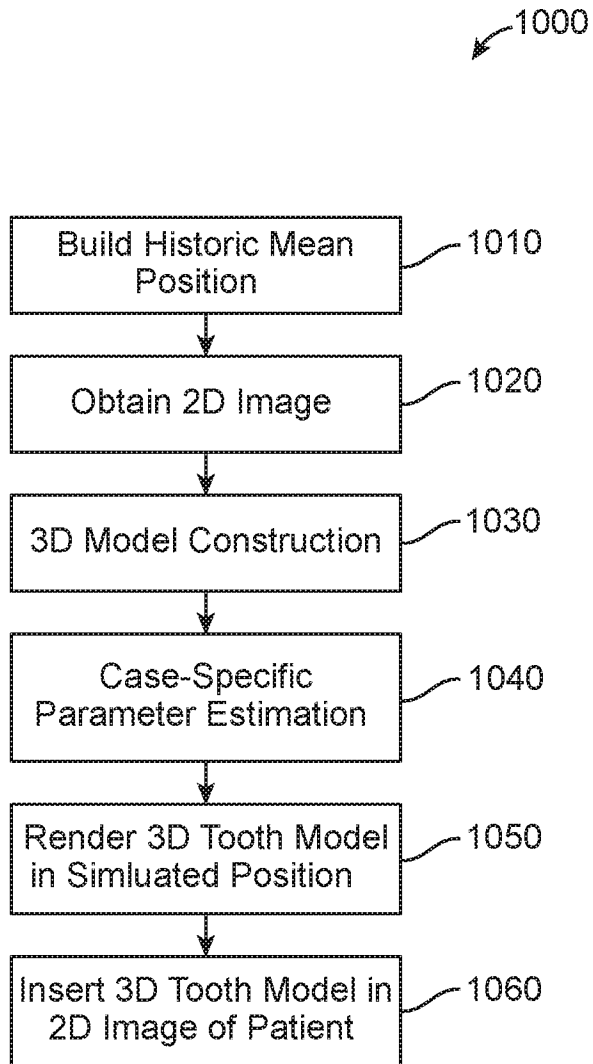 1000
Build Historic Mean
Position
1010
Obtain 2D Image
1020
3D Model Construction
1030
Case-Specific
Parameter Estimation
1040
Render 3D Tooth Model
in Simluated Position
1050
Insert 3D Tooth Model in
2D Image of Patient
1060